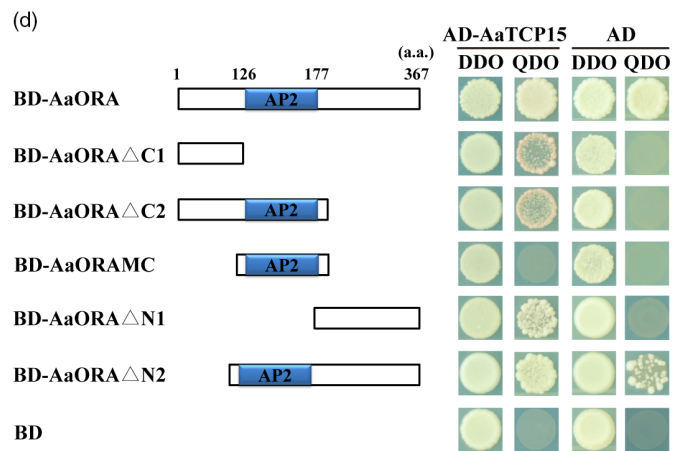 (d)
AD-AaTCP15 AD
(a.a.) DDO QDO DDO QDO
1 126 177 367
BD-AaORA AP2
BD-AaORA△C1
BD-AaORA△C2 AP2
BD-AaORAMC AP2
BD-AaORA△N1
BD-AaORA△N2 AP2
BD